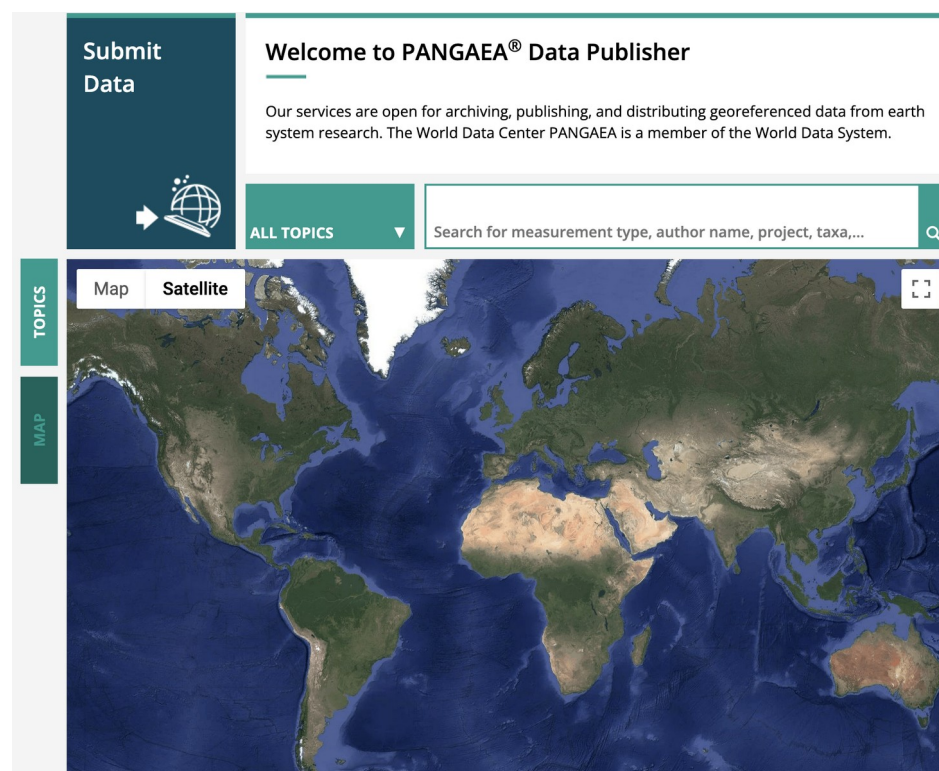 Submit
Data
Welcome to PANGAEA® Data Publisher
Our services are open for archiving, publishing, and distributing georeferenced data from earth
system research. The World Data Center PANGAEA is a member of the World Data System.
ALL TOPICS ▼
Search for measurement type, author name, project, taxa,...
TOPICS
MAP
Map
Satellite